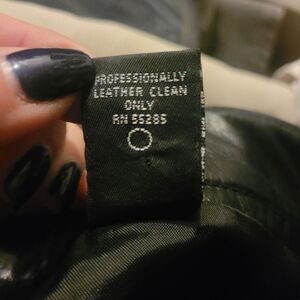 PROFESSIONALLY
LEATHER CLEAN
ONLY
RN 55285